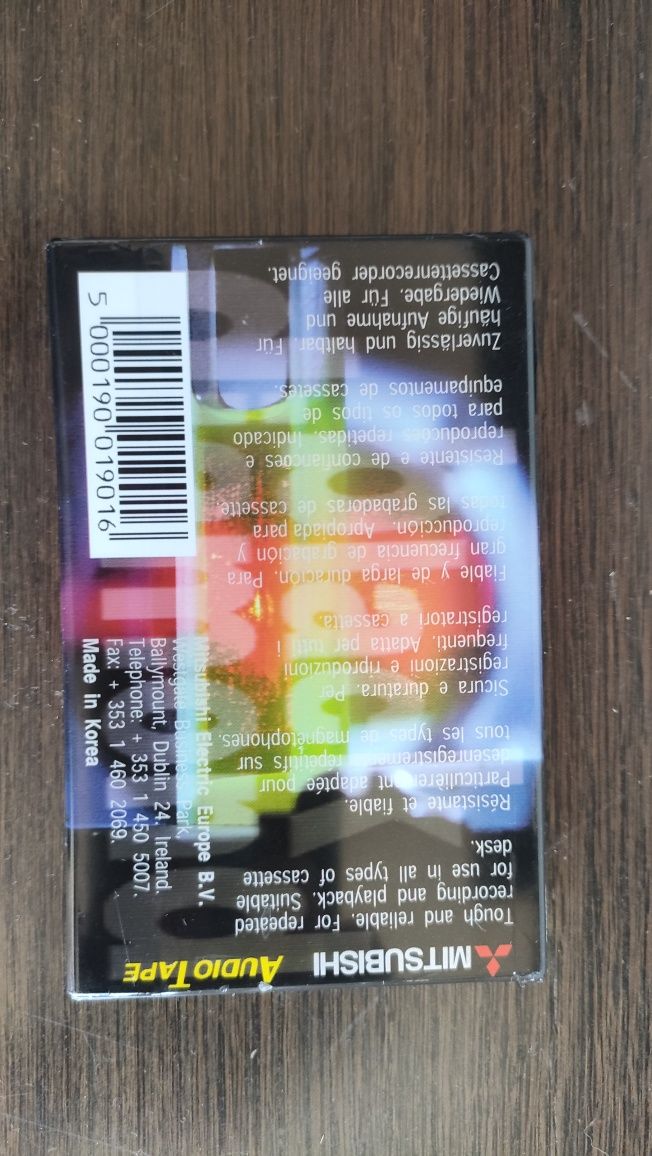 MITSUBISHI AUDIO TAPE
Tough and reliable. For repeated
recording and playback. Suitable
for use in all types of cassette
desk.
Résistante et fiable.
Particulièrement adaptée pour
desenregistrements répétitifs sur
tous les types de magnétophones.
Sicura e duratura. Per
registrazioni e riproduzioni
frequenti. Adatta per tutti i
registratori a cassetta.
Fiable y de larga duración. Para
gran frecuencia de grabación y
reproducción. Apropiada para
todas las grabadoras de cassette.
Resistente e de confiancoes e
reproducões repetidas. Indicado
para todos os tipos de
equipamentos de cassetes.
Zuverlässig und haltbar. Für
häufige Aufnahme und
Wiedergabe. Für alle
Cassettenrecorder geeignet.
Mitsubishi Electric Europe B.V.
Westgate Business Park,
Ballymount, Dublin 24, Ireland.
Telephone: + 353 1 450 5007.
Fax: + 353 1 460 2069.
Made in Korea
5 000190 019016